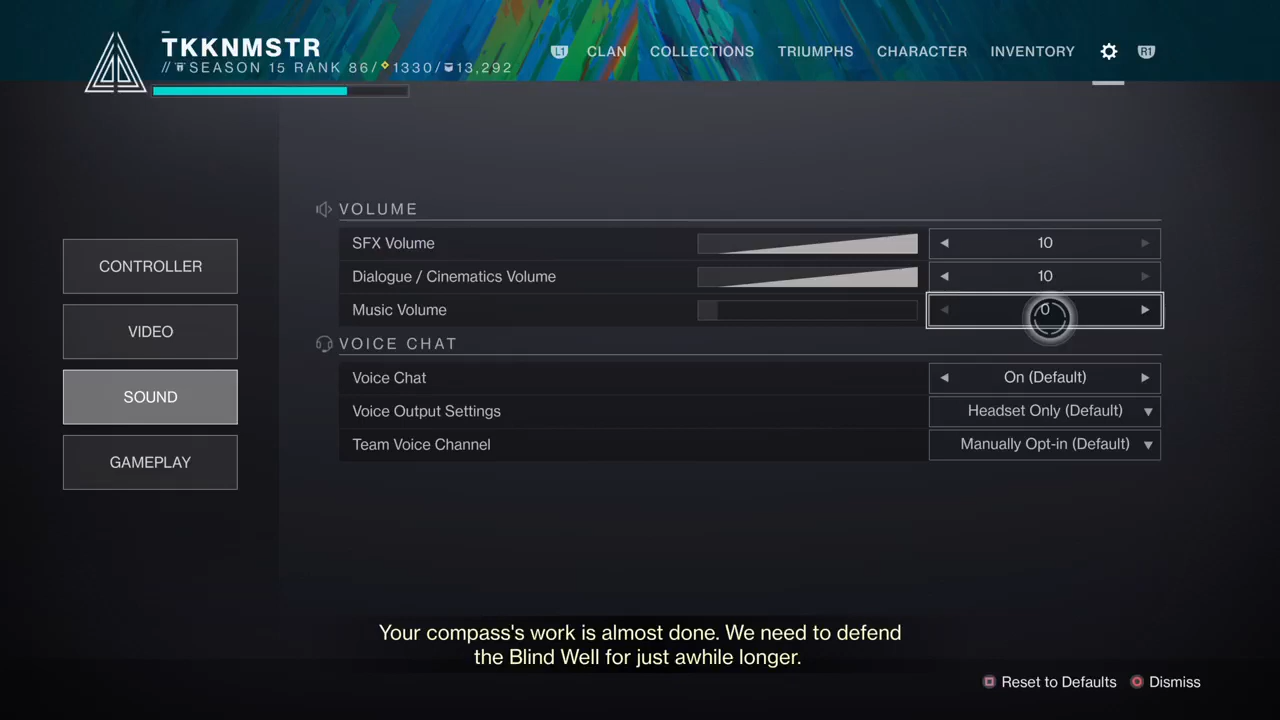 TKKNMSTR
// SEASON 15 RANK 86/ 1330/ 13,292
L1 CLAN COLLECTIONS TRIUMPHS CHARACTER INVENTORY R1
VOLUME
SFX Volume 10
Dialogue / Cinematics Volume 10
Music Volume 0
VOICE CHAT
Voice Chat On (Default)
Voice Output Settings Headset Only (Default)
Team Voice Channel Manually Opt-in (Default)
CONTROLLER
VIDEO
SOUND
GAMEPLAY
Your compass's work is almost done. We need to defend
the Blind Well for just awhile longer.
Reset to Defaults Dismiss